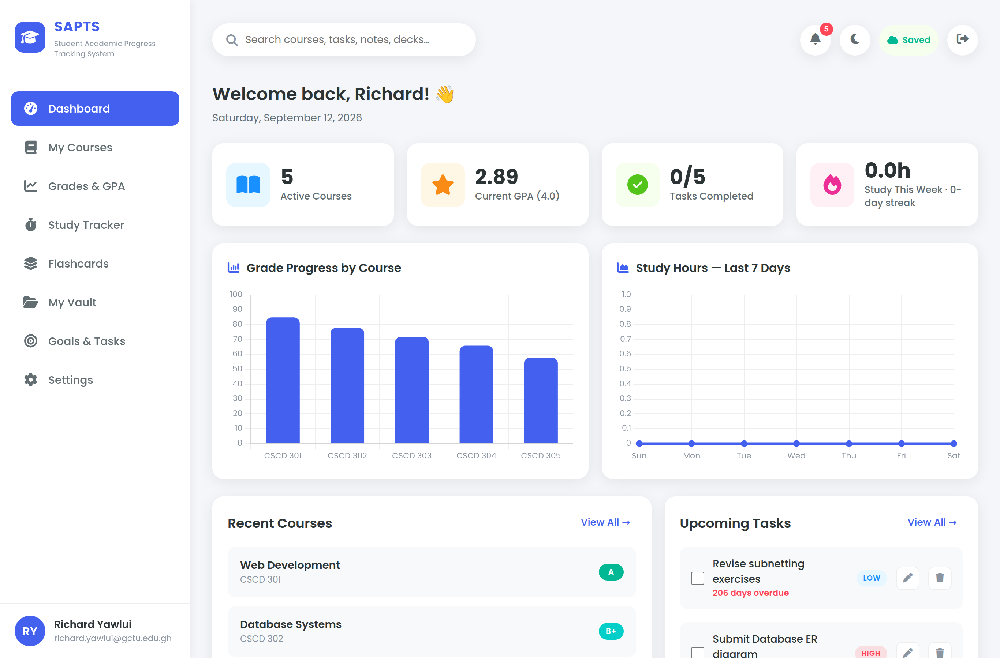 SAPTS
Student Academic Progress
Tracking System
Search courses, tasks, notes, decks...
5
Saved
Dashboard
My Courses
Grades & GPA
Study Tracker
Flashcards
My Vault
Goals & Tasks
Settings
Richard Yawlui
RY
richard.yawlui@gctu.edu.gh
Welcome back, Richard! 👋
Saturday, September 12, 2026
5
Active Courses
2.89
Current GPA (4.0)
0/5
Tasks Completed
0.0h
Study This Week · 0-
day streak
Grade Progress by Course
100
90
80
70
60
50
40
30
20
10
0
CSCD 301 CSCD 302 CSCD 303 CSCD 304 CSCD 305
Study Hours — Last 7 Days
1.0
0.9
0.8
0.7
0.6
0.5
0.4
0.3
0.2
0.1
0
Sun Mon Tue Wed Thu Fri Sat
Recent Courses
View All →
Web Development
CSCD 301
A
Database Systems
CSCD 302
B+
Upcoming Tasks
View All →
Revise subnetting
exercises
206 days overdue
LOW
Submit Database ER
diagram
HIGH